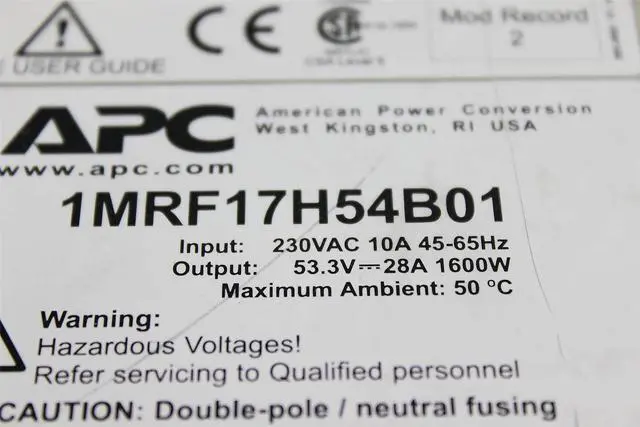 CE
Mod Record
2
USER GUIDE
APC
American Power Conversion
West Kingston, RI USA
www.apc.com
1MRF17H54B01
Input: 230VAC 10A 45-65Hz
Output: 53.3V⎓28A 1600W
Maximum Ambient: 50 °C
Warning:
Hazardous Voltages!
Refer servicing to Qualified personnel
CAUTION: Double-pole / neutral fusing